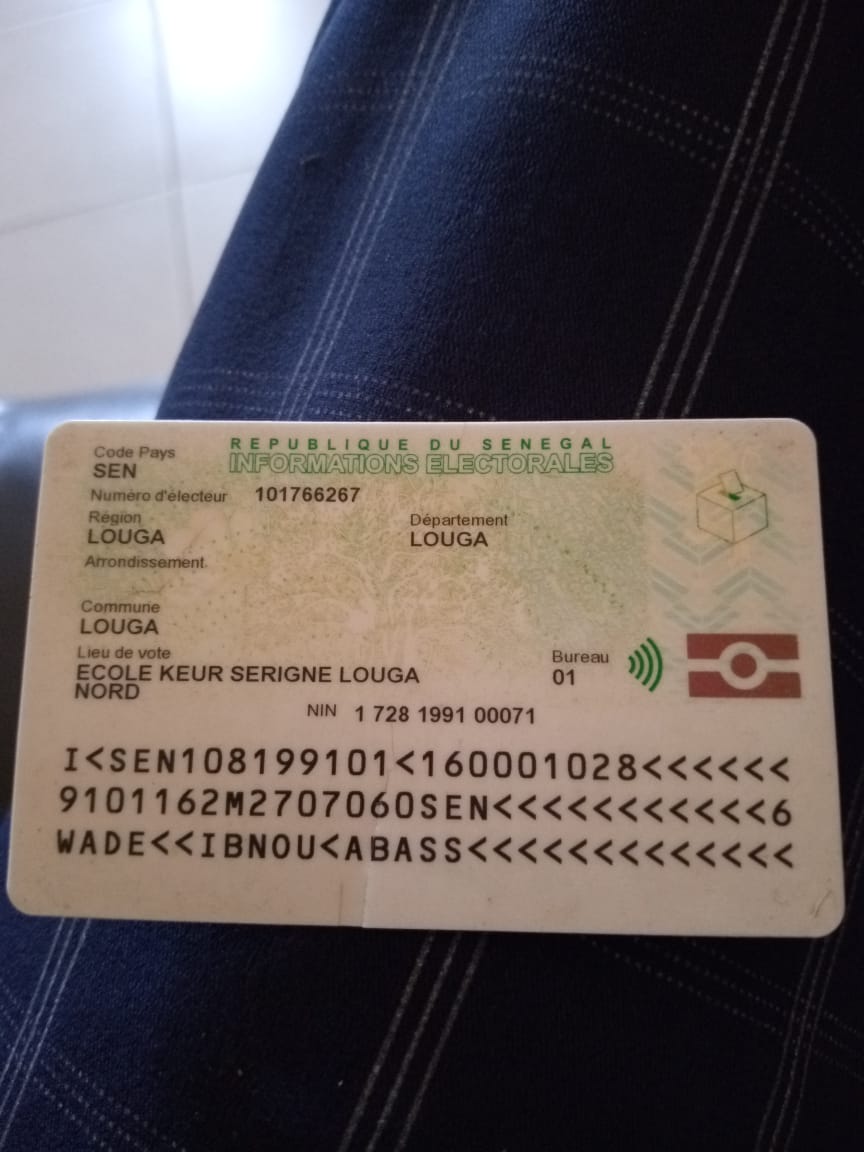 REPUBLIQUE DU SENEGAL
INFORMATIONS ELECTORALES
Code Pays
SEN
Numéro d'électeur 101766267
Région Département
LOUGA LOUGA
Arrondissement
Commune
LOUGA
Lieu de vote Bureau
ECOLE KEUR SERIGNE LOUGA 01
NORD
NIN 1 728 1991 00071
I<SEN108199101<160001028<<<<<<
9101162M2707060SEN<<<<<<<<<<<6
WADE<<IBNOU<ABASS<<<<<<<<<<<<<